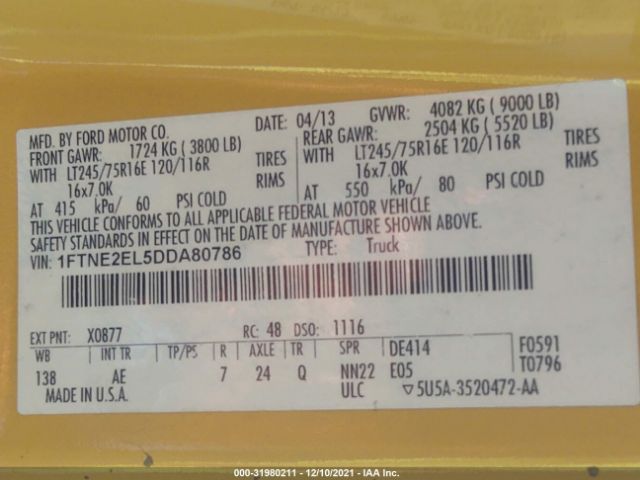 MFD. BY FORD MOTOR CO. DATE: 04/13 GVWR: 4082 KG ( 9000 LB)
FRONT GAWR: 1724 KG ( 3800 LB) REAR GAWR: 2504 KG ( 5520 LB)
WITH LT245/75R16E 120/116R TIRES WITH LT245/75R16E 120/116R TIRES
16x7.0K RIMS 16x7.0K RIMS
AT 415 kPa/ 60 PSI COLD AT 550 kPa/ 80 PSI COLD
THIS VEHICLE CONFORMS TO ALL APPLICABLE FEDERAL MOTOR VEHICLE
SAFETY STANDARDS IN EFFECT ON THE DATE OF MANUFACTURE SHOWN ABOVE.
VIN: 1FTNE2EL5DDA80786 TYPE: Truck
EXT PNT: X0877 RC: 48 DSO: 1116 F0591
WB INT TR TP/PS R AXLE TR SPR DE414 T0796
138 AE 7 24 Q NN22 E05
MADE IN U.S.A. ULC ▽5U5A-3520472-AA
000-31980211 - 12/10/2021 - IAA Inc.